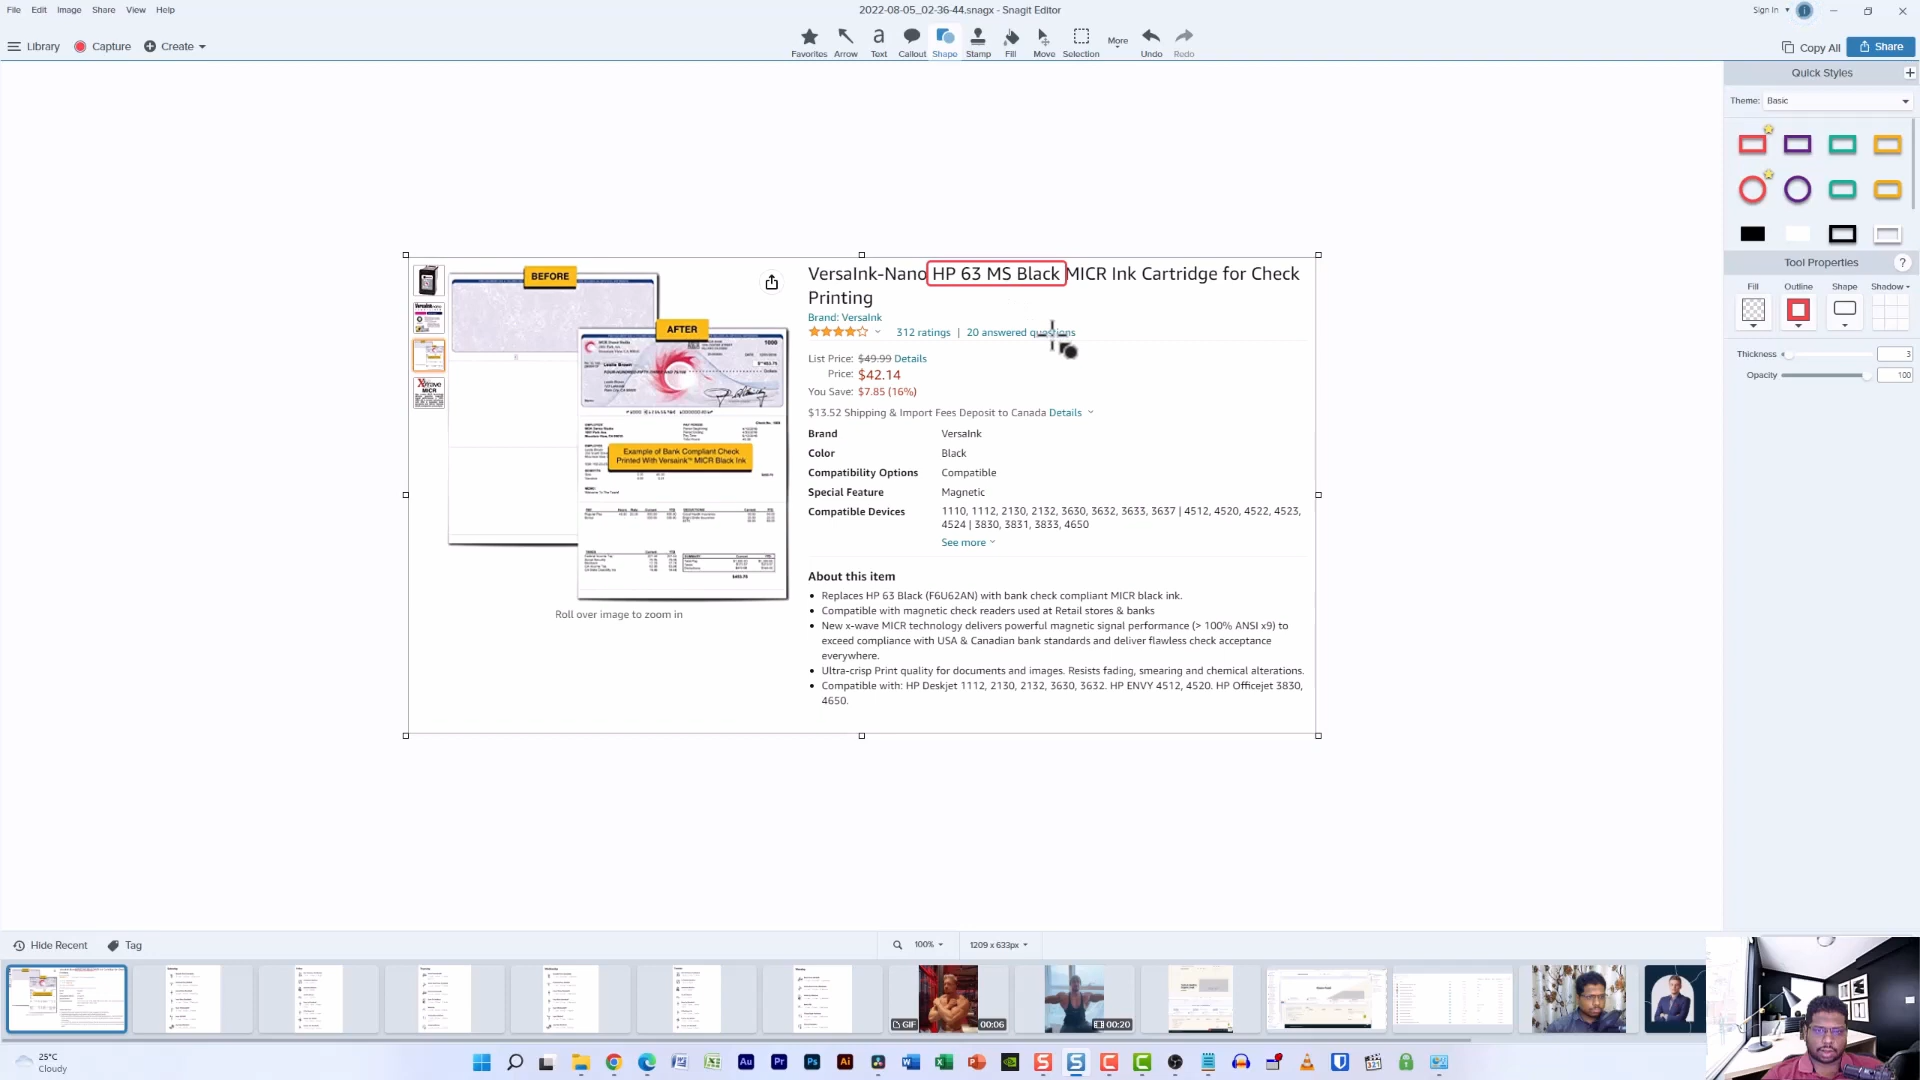 File Edit Image Share View Help
2022-08-05_02-36-44.snagx - Snagit Editor
Sign In
Library Capture Create
Favorites Arrow Text Callout Shape Stamp Fill Move Selection More Undo Redo
Copy All Share
Quick Styles
Theme: Basic
Tool Properties
Fill Outline Shape Shadow
Thickness 3
Opacity 100
BEFORE
AFTER
1000
Leslie Brown
Example of Bank Compliant Check
Printed With Versaink™ MICR Black Ink
Roll over image to zoom in
VersaInk-Nano HP 63 MS Black MICR Ink Cartridge for Check
Printing
Brand: VersaInk
312 ratings | 20 answered questions
List Price: $49.99 Details
Price: $42.14
You Save: $7.85 (16%)
$13.52 Shipping & Import Fees Deposit to Canada Details
Brand VersaInk
Color Black
Compatibility Options Compatible
Special Feature Magnetic
Compatible Devices 1110, 1112, 2130, 2132, 3630, 3632, 3633, 3637 | 4512, 4520, 4522, 4523,
4524 | 3830, 3831, 3833, 4650
See more
About this item
Replaces HP 63 Black (F6U62AN) with bank check compliant MICR black ink.
Compatible with magnetic check readers used at Retail stores & banks
New x-wave MICR technology delivers powerful magnetic signal performance (> 100% ANSI x9) to
exceed compliance with USA & Canadian bank standards and deliver flawless check acceptance
everywhere.
Ultra-crisp Print quality for documents and images. Resists fading, smearing and chemical alterations.
Compatible with: HP Deskjet 1112, 2130, 2132, 3630, 3632. HP ENVY 4512, 4520. HP Officejet 3830,
4650.
Hide Recent Tag
100% 1209 x 633px
GIF 00:06
00:20
25°C
Cloudy